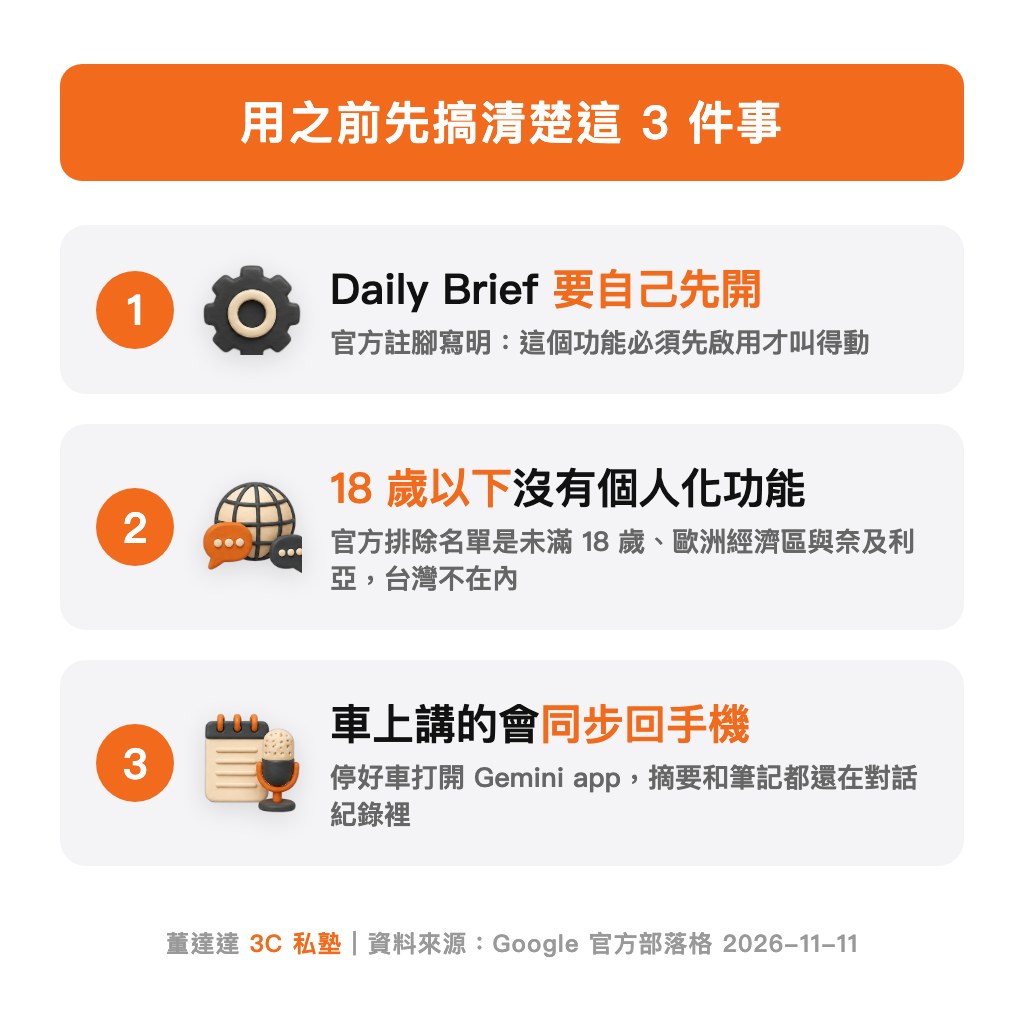 用之前先搞清楚這 3 件事
1
Daily Brief 要自己先開
官方註腳寫明：這個功能必須先啟用才叫得動
2
18 歲以下沒有個人化功能
官方排除名單是未滿 18 歲、歐洲經濟區與奈及利
亞，台灣不在內
3
車上講的會同步回手機
停好車打開 Gemini app，摘要和筆記都還在對話
紀錄裡
董達達 3C 私塾｜資料來源：Google 官方部落格 2026-11-11